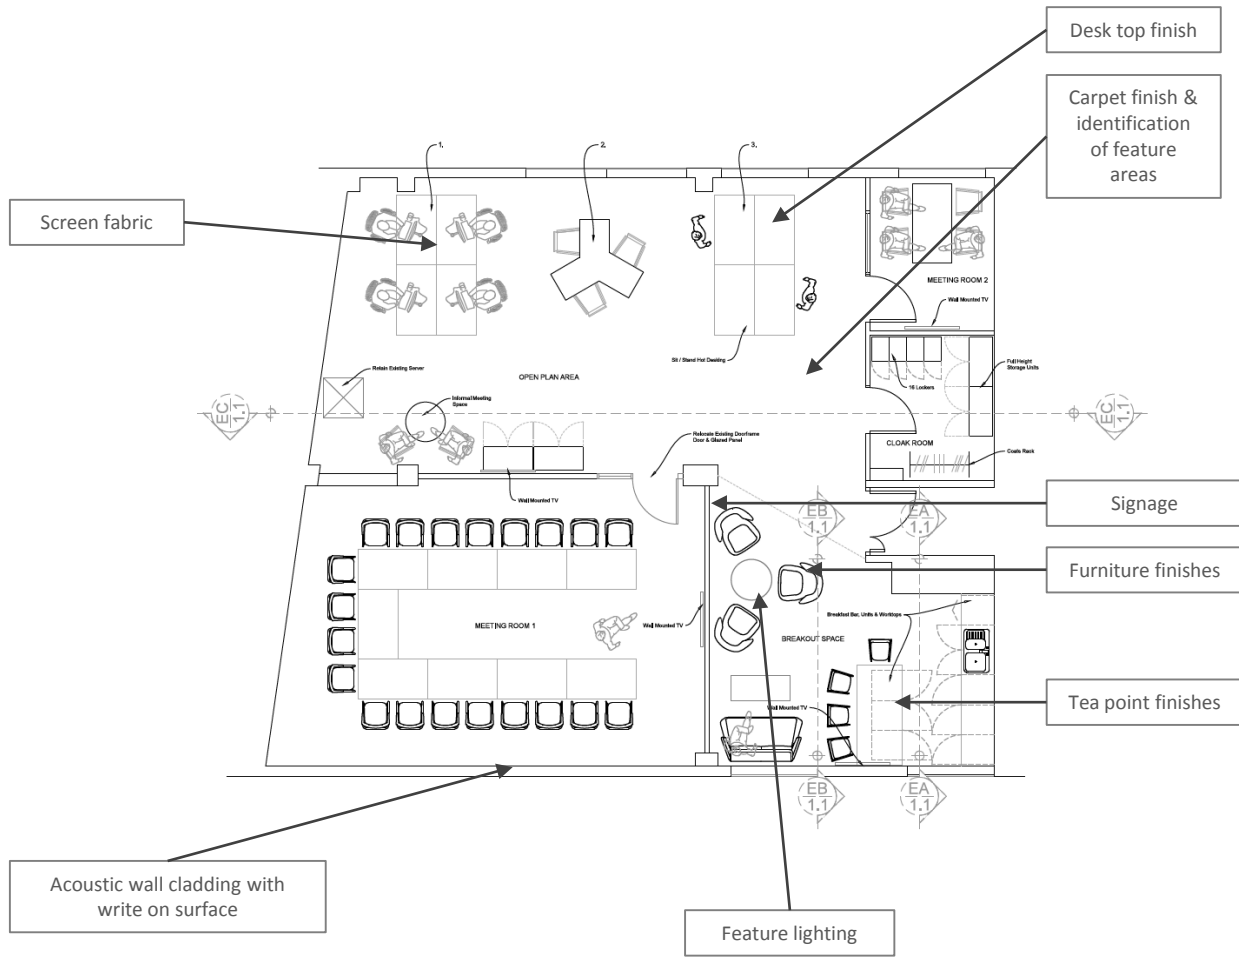 Desk top finish
Carpet finish &
identification
of feature
areas
1.
2.
3.
Screen fabric
MEETING ROOM 2
Wall Mounted TV
Sit / Stand Hot Desking
Retain Existing Server
OPEN PLAN AREA
Full Height
Storage Units
16 Lockers
Informal Meeting
Space
EC
1.1
EC
1.1
Relocate Existing Doorframe
Door & Glazed Panel
CLOAK ROOM
Coats Rack
Wall Mounted TV
EB
1.1
EA
1.1
Signage
Furniture finishes
Breakfast Bar, Units & Worktops
MEETING ROOM 1
Wall Mounted TV
BREAKOUT SPACE
Tea point finishes
Wall Mounted TV
EB
1.1
EA
1.1
Acoustic wall cladding with
write on surface
Feature lighting